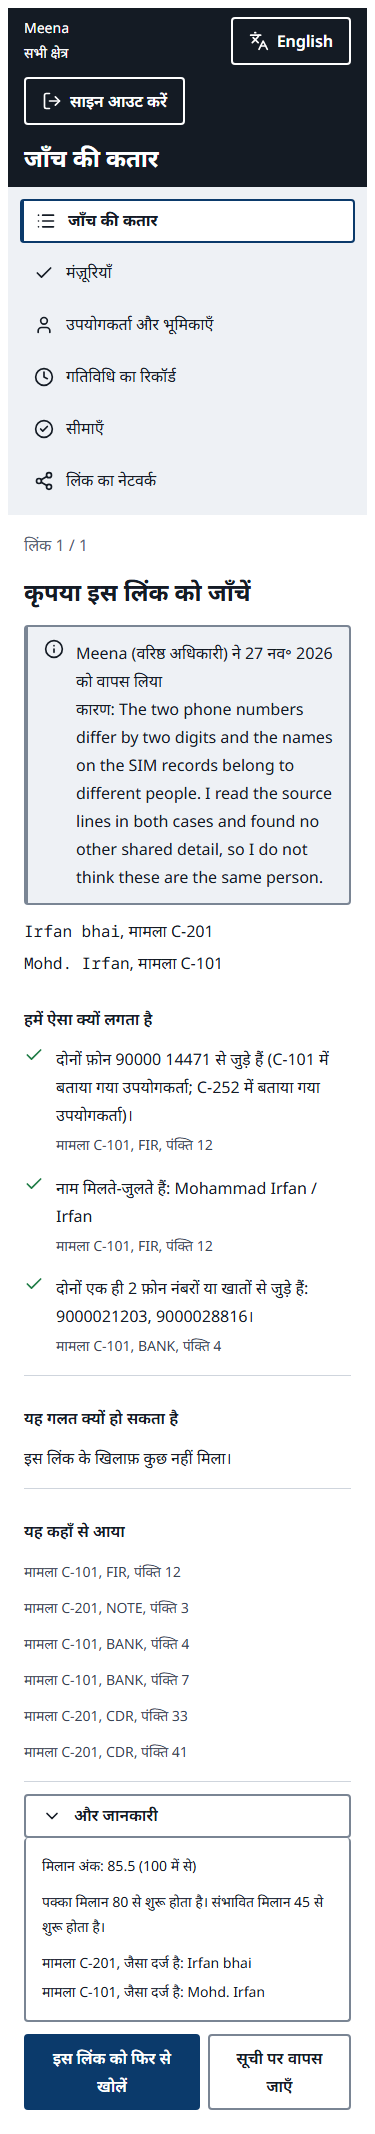 Meena
सभी क्षेत्र
English
साइन आउट करें
जाँच की कतार
जाँच की कतार
मंज़ूरियाँ
उपयोगकर्ता और भूमिकाएँ
गतिविधि का रिकॉर्ड
सीमाएँ
लिंक का नेटवर्क
लिंक 1 / 1
कृपया इस लिंक को जाँचें
Meena (वरिष्ठ अधिकारी) ने 27 नव॰ 2026
को वापस लिया
कारण: The two phone numbers
differ by two digits and the names
on the SIM records belong to
different people. I read the source
lines in both cases and found no
other shared detail, so I do not
think these are the same person.
Irfan bhai, मामला C-201
Mohd. Irfan, मामला C-101
हमें ऐसा क्यों लगता है
दोनों फ़ोन 90000 14471 से जुड़े हैं (C-101 में
बताया गया उपयोगकर्ता; C-252 में बताया गया
उपयोगकर्ता)।
मामला C-101, FIR, पंक्ति 12
नाम मिलते-जुलते हैं: Mohammad Irfan /
Irfan
मामला C-101, FIR, पंक्ति 12
दोनों एक ही 2 फ़ोन नंबरों या खातों से जुड़े हैं:
9000021203, 9000028816।
मामला C-101, BANK, पंक्ति 4
यह गलत क्यों हो सकता है
इस लिंक के खिलाफ़ कुछ नहीं मिला।
यह कहाँ से आया
मामला C-101, FIR, पंक्ति 12
मामला C-201, NOTE, पंक्ति 3
मामला C-101, BANK, पंक्ति 4
मामला C-101, BANK, पंक्ति 7
मामला C-201, CDR, पंक्ति 33
मामला C-201, CDR, पंक्ति 41
और जानकारी
मिलान अंक: 85.5 (100 में से)
पक्का मिलान 80 से शुरू होता है। संभावित मिलान 45 से
शुरू होता है।
मामला C-201, जैसा दर्ज है: Irfan bhai
मामला C-101, जैसा दर्ज है: Mohd. Irfan
इस लिंक को फिर से
खोलें
सूची पर वापस
जाएँ